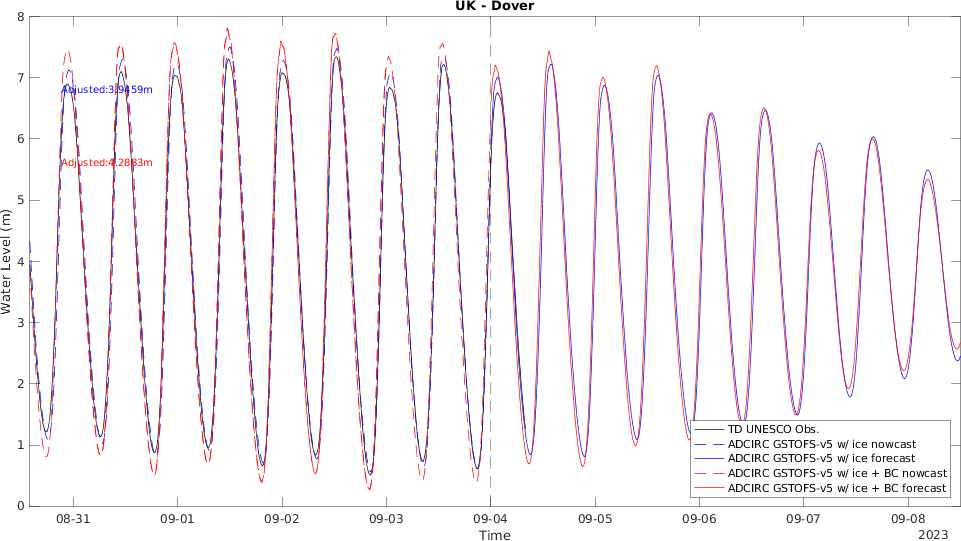 UK - Dover
8
7
6
5
4
3
2
1
0
Water Level (m)
Adjusted:3.9459m
Adjusted:4.2883m
TD UNESCO Obs.
ADCIRC GSTOFS-v5 w/ ice nowcast
ADCIRC GSTOFS-v5 w/ ice forecast
ADCIRC GSTOFS-v5 w/ ice + BC nowcast
ADCIRC GSTOFS-v5 w/ ice + BC forecast
08-31 09-01 09-02 09-03 09-04 09-05 09-06 09-07 09-08
Time
2023